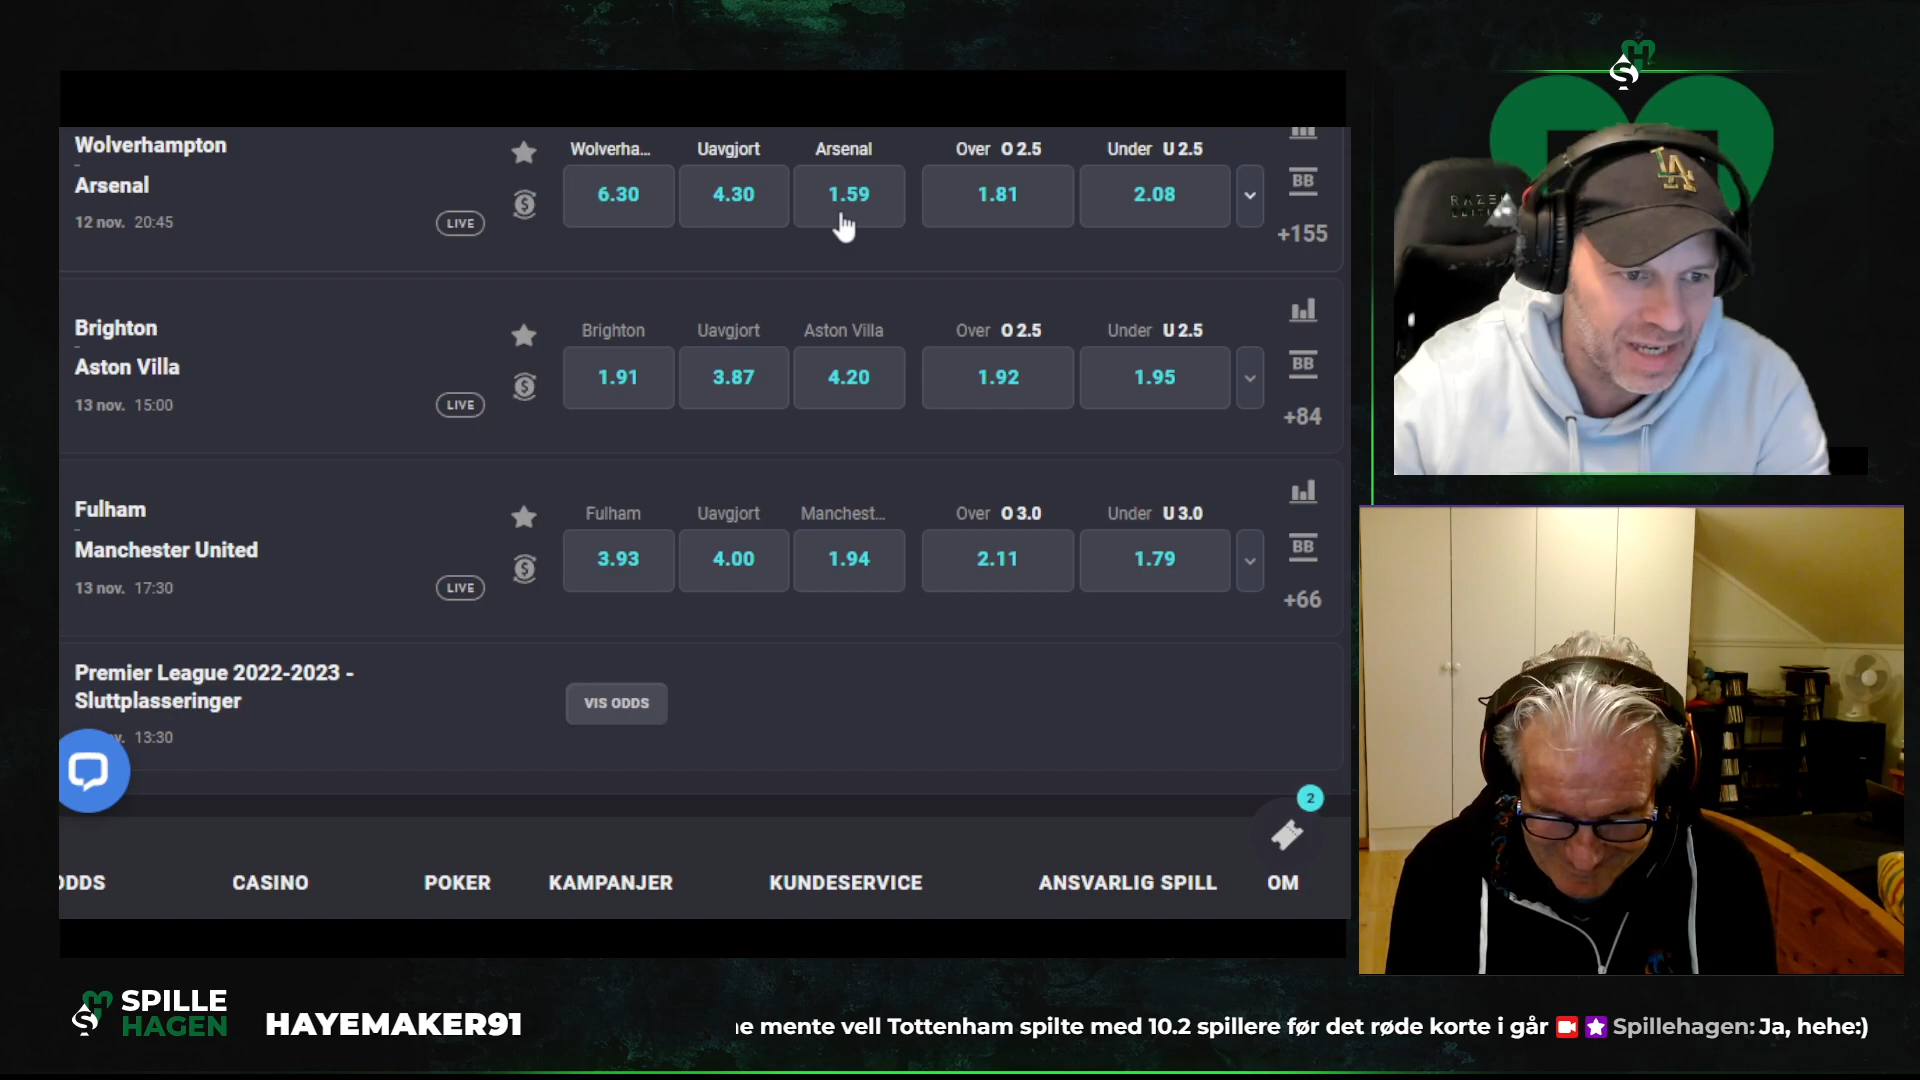 Wolverhampton
-
Arsenal
12 nov. 20:45
LIVE
Wolverha... Uavgjort Arsenal Over O 2.5 Under U 2.5
6.30 4.30 1.59 1.81 2.08
BB
+155
Brighton
-
Aston Villa
13 nov. 15:00
LIVE
Brighton Uavgjort Aston Villa Over O 2.5 Under U 2.5
1.91 3.87 4.20 1.92 1.95
BB
+84
Fulham
-
Manchester United
13 nov. 17:30
LIVE
Fulham Uavgjort Manchest... Over O 3.0 Under U 3.0
3.93 4.00 1.94 2.11 1.79
BB
+66
Premier League 2022-2023 -
Sluttplasseringer
13:30
VIS ODDS
2
ODDS CASINO POKER KAMPANJER KUNDESERVICE ANSVARLIG SPILL OM
RAZER
LA
SPILLE
HAGEN
HAYEMAKER91
mente vell Tottenham spilte med 10.2 spillere før det røde korte i går Spillehagen: Ja, hehe:)